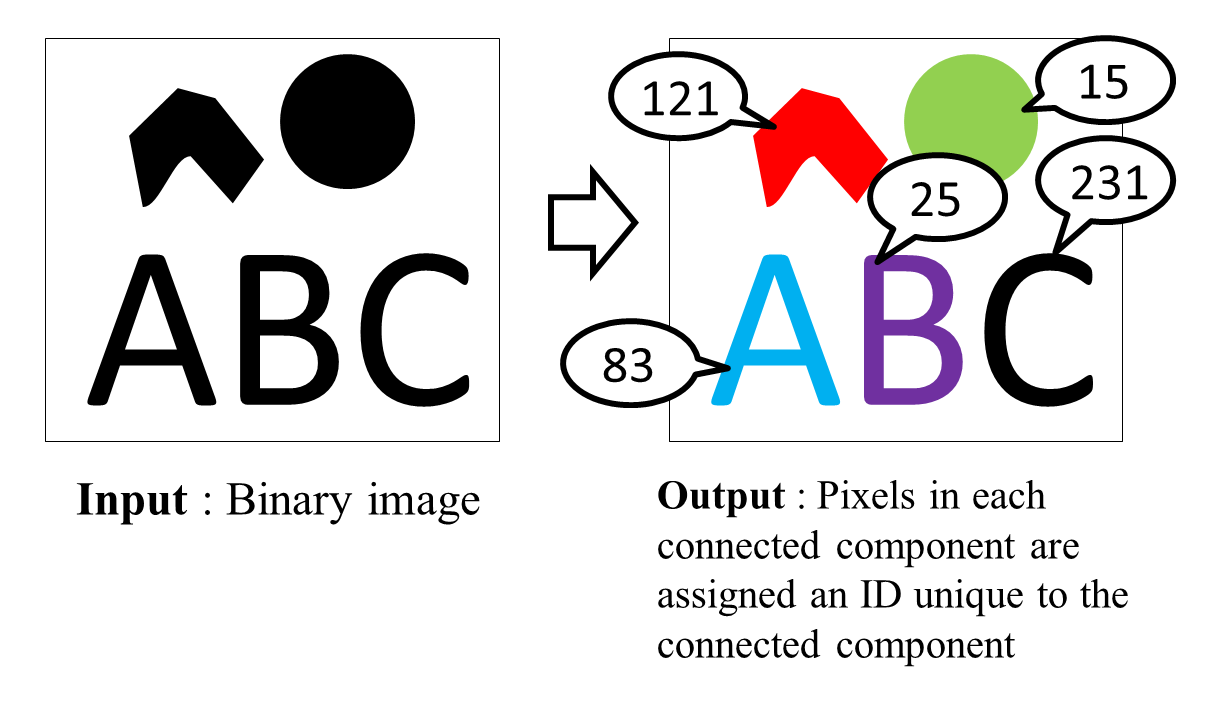 ABC
Input : Binary image
121
15
25
231
83
ABC
Output : Pixels in each
connected component are
assigned an ID unique to the
connected component